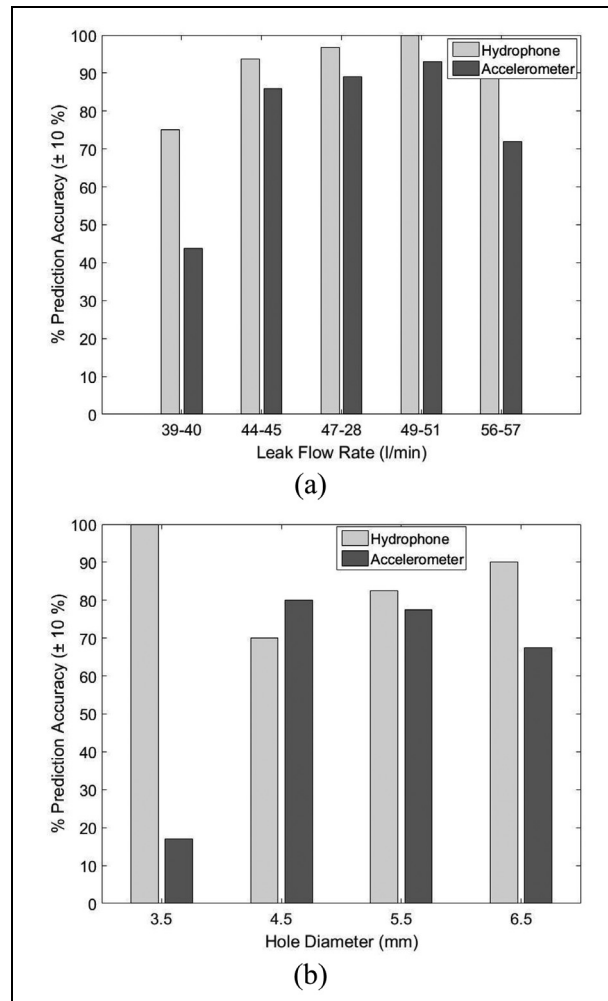 100
90
80
70
60
50
40
30
20
10
0
% Prediction Accuracy (± 10 %)
Hydrophone
Accelerometer
39-40 44-45 47-28 49-51 56-57
Leak Flow Rate (l/min)
(a)
100
90
80
70
60
50
40
30
20
10
0
% Prediction Accuracy (± 10 %)
Hydrophone
Accelerometer
3.5 4.5 5.5 6.5
Hole Diameter (mm)
(b)